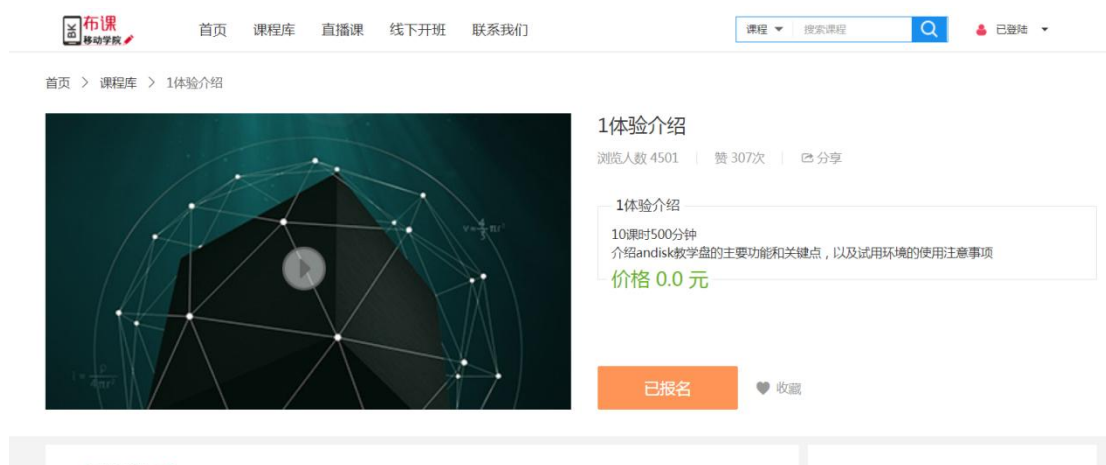 BK 布课
移动学院
首页 课程库 直播课 线下开班 联系我们 课程 搜索课程 已登陆
首页 > 课程库 > 1体验介绍
1体验介绍
浏览人数 4501 赞 307次 分享
1体验介绍
10课时500分钟
介绍andisk教学盘的主要功能和关键点，以及试用环境的使用注意事项
价格 0.0 元
已报名 收藏